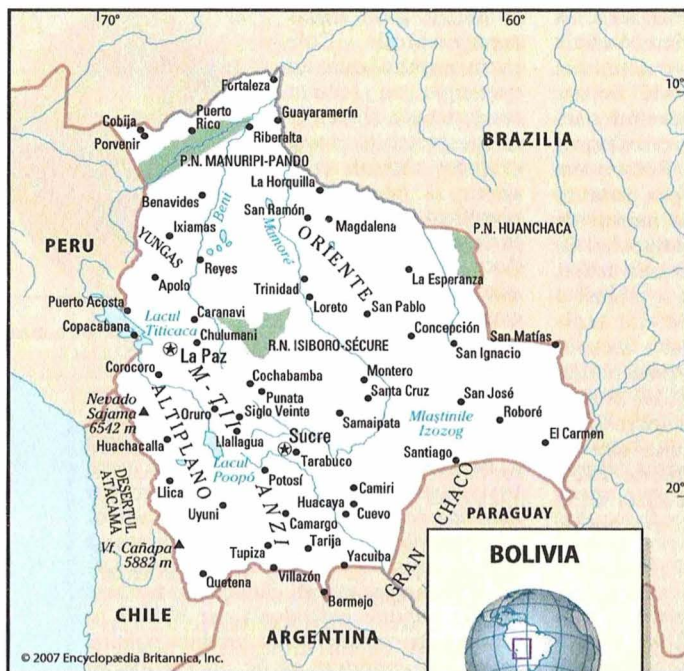 70°
60°
10°
Fortaleza
Cobija
Puerto
Rico
Guayaramerín
Porvenir
Riberalta
BRAZILIA
P.N. MANURIPI-PANDO
La Horquilla
Benavides
Beni
San Ramón
Magdalena
Ixiamas
Mamoré
ORIENTE
P.N. HUANCHACA
PERU
YUNGAS
Reyes
Apolo
Trinidad
La Esperanza
Puerto Acosta
Loreto
San Pablo
Lacul
Titicaca
Caranavi
Copacabana
Chulumani
Concepción
San Matías
R.N. ISIBORO-SÉCURE
San Ignacio
La Paz
Corocoro
M-ȚII
ANZI
Cochabamba
Montero
Nevado
Sajama
6542 m
Punata
Santa Cruz
San José
ALTIPLANO
Oruro
Siglo Veinte
Samaipata
Mlaștinile
Izozog
Roboré
Huachacalla
Llallagua
Sucre
El Carmen
DESERTUL
ATACAMA
Lacul
Poopó
Tarabuco
Santiago
Potosí
Llica
Camiri
20°
Uyuni
Huacaya
Cuevo
GRAN CHACO
PARAGUAY
Camargo
Vf. Cañapa
5882 m
Tupiza
Tarija
Yacuiba
BOLIVIA
Quetena
Villazón
Bermejo
CHILE
ARGENTINA
© 2007 Encyclopædia Britannica, Inc.